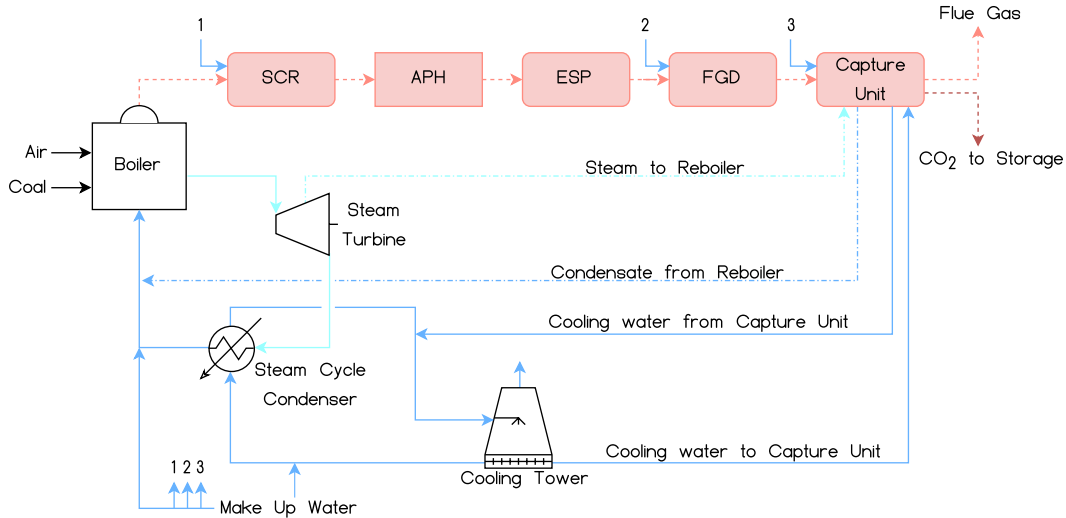 Flue Gas
1
2
3
SCR
APH
ESP
FGD
Capture
Unit
Air
Coal
Boiler
CO2 to Storage
Steam to Reboiler
Steam
Turbine
Condensate from Reboiler
Cooling water from Capture Unit
Steam Cycle
Condenser
Cooling water to Capture Unit
Cooling Tower
1 2 3
Make Up Water